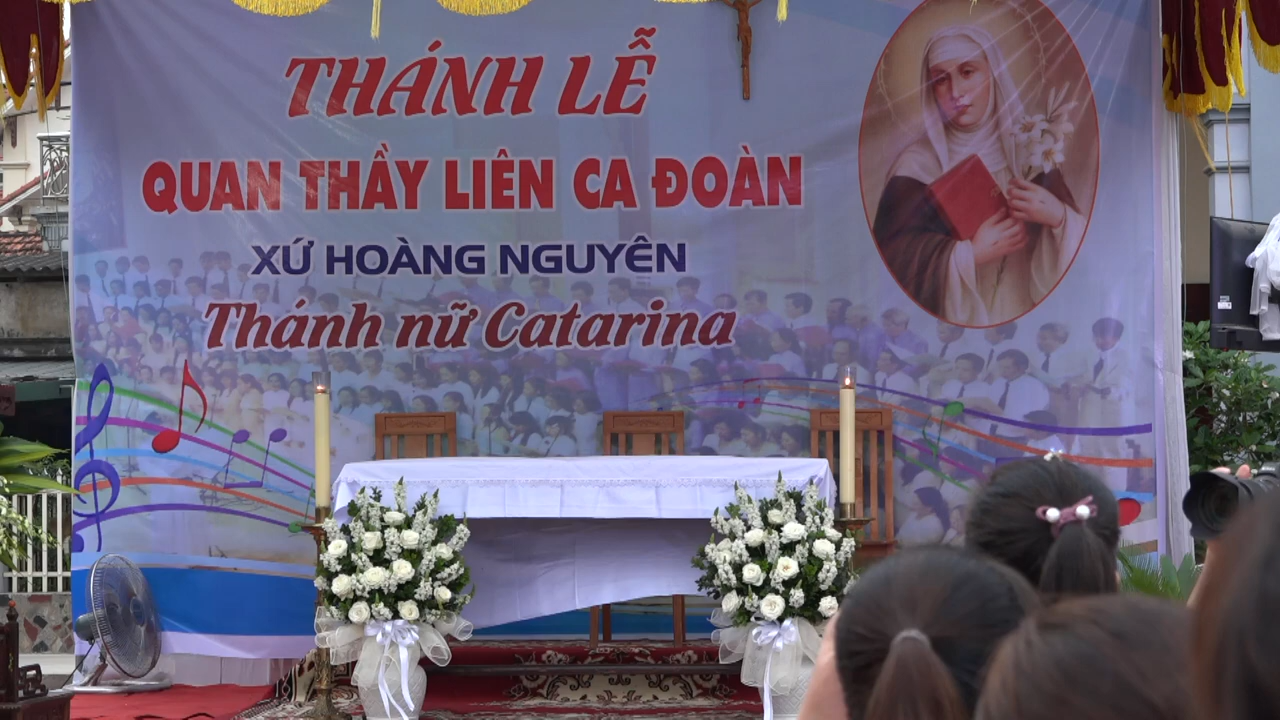 THÁNH LỄ
QUAN THẦY LIÊN CA ĐOÀN
XỨ HOÀNG NGUYÊN
Thánh nữ Catarina